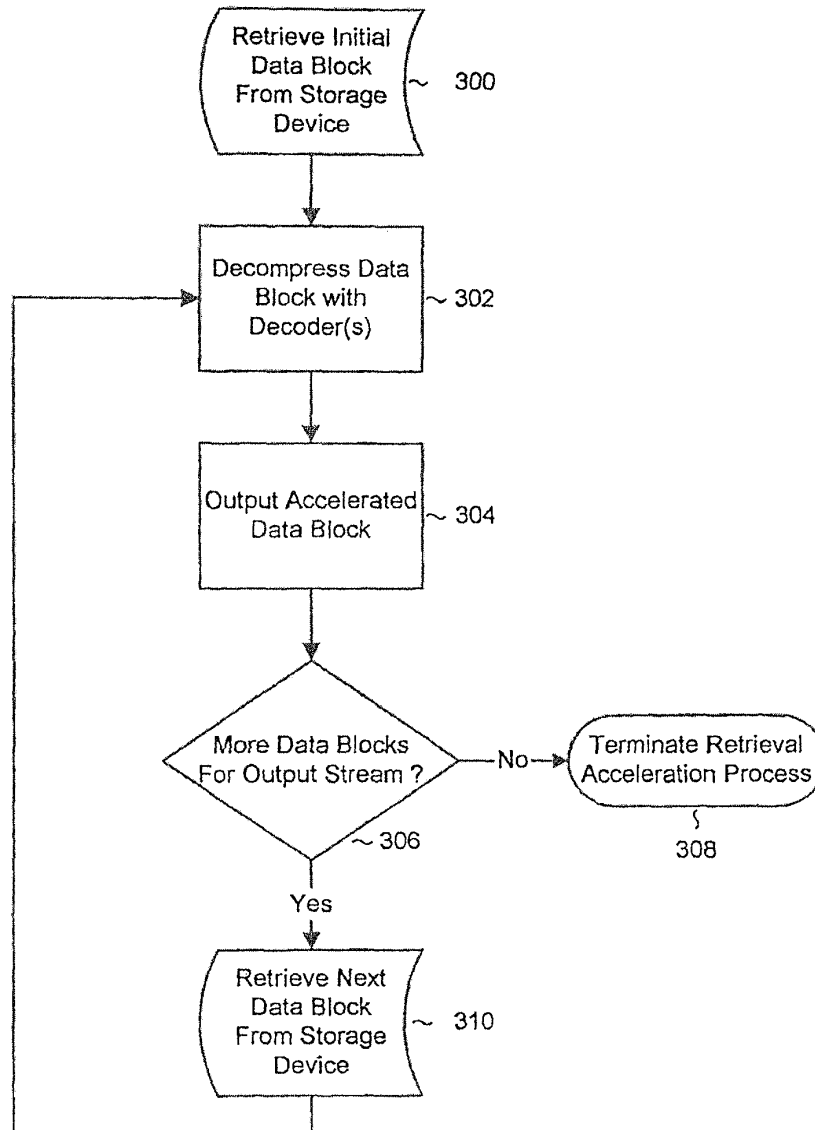 Retrieve Initial
Data Block
From Storage
Device
300
Decompress Data
Block with
Decoder(s)
302
Output Accelerated
Data Block
304
More Data Blocks
For Output Stream ?
306
No
Terminate Retrieval
Acceleration Process
308
Yes
Retrieve Next
Data Block
From Storage
Device
310